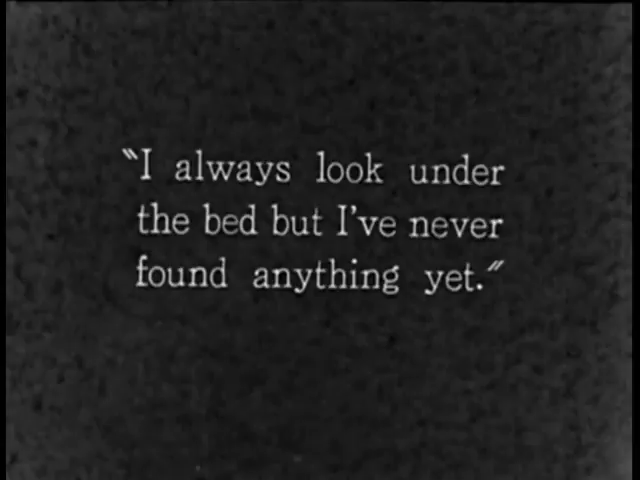 "I always look under
the bed but I've never
found anything yet."